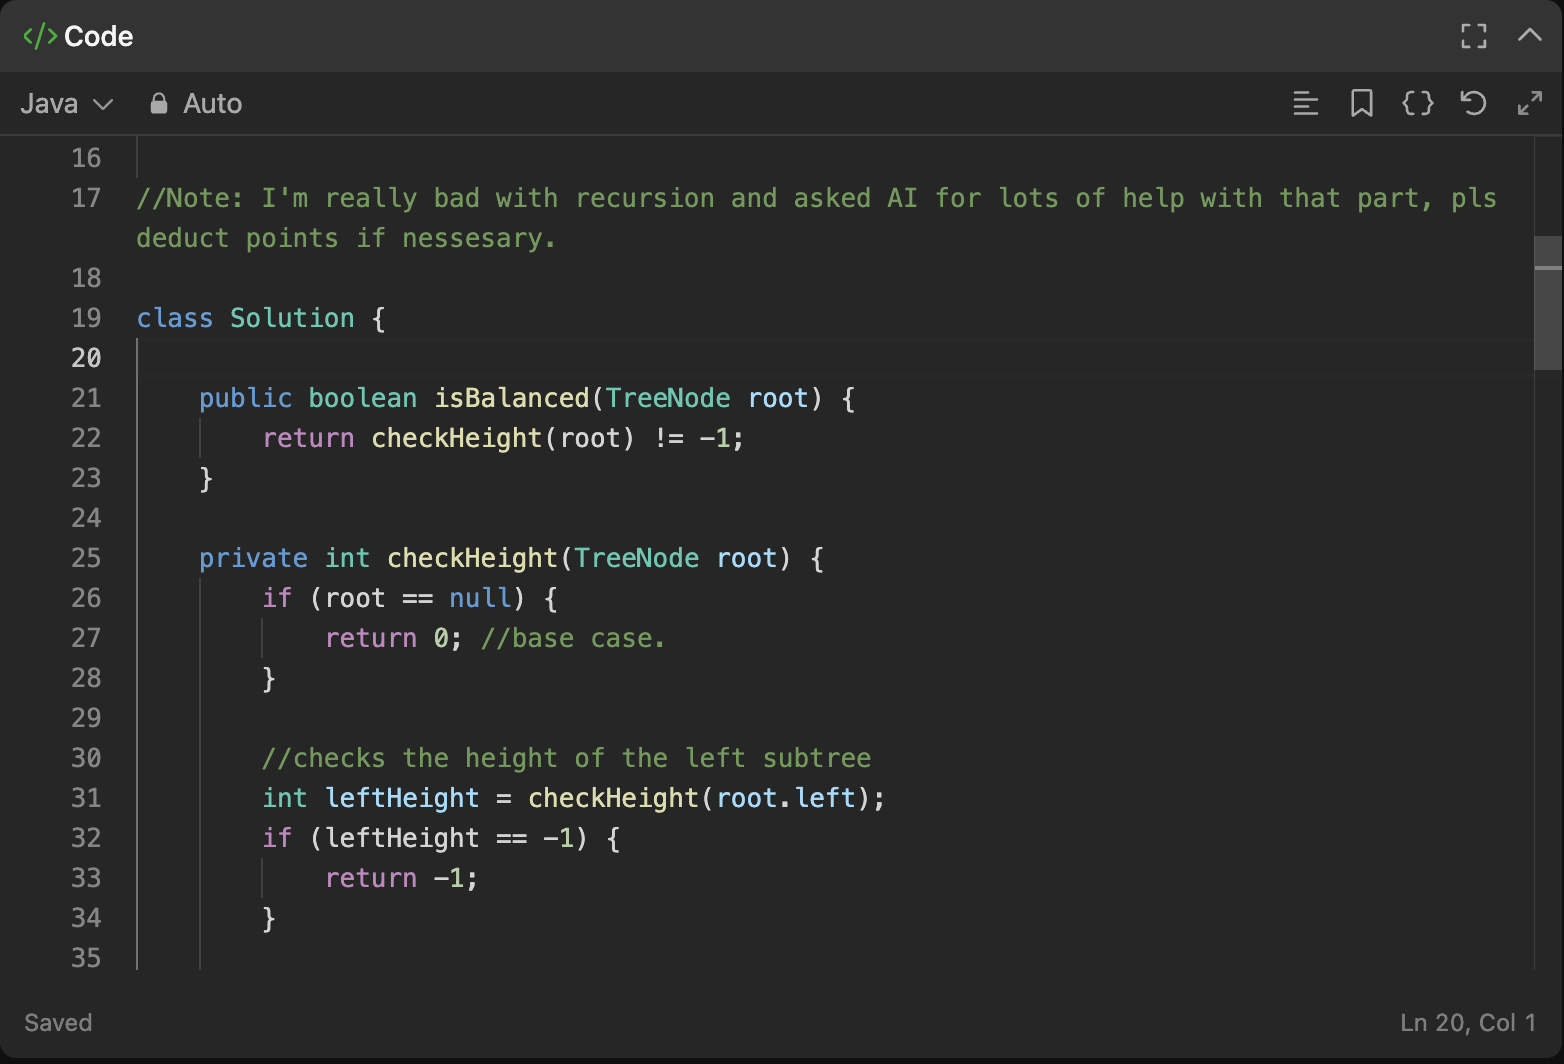 </> Code
Java Auto
16
17 //Note: I'm really bad with recursion and asked AI for lots of help with that part, pls
deduct points if nessesary.
18
19 class Solution {
20
21     public boolean isBalanced(TreeNode root) {
22         return checkHeight(root) != -1;
23     }
24
25     private int checkHeight(TreeNode root) {
26         if (root == null) {
27             return 0; //base case.
28         }
29
30         //checks the height of the left subtree
31         int leftHeight = checkHeight(root.left);
32         if (leftHeight == -1) {
33             return -1;
34         }
35
Saved Ln 20, Col 1